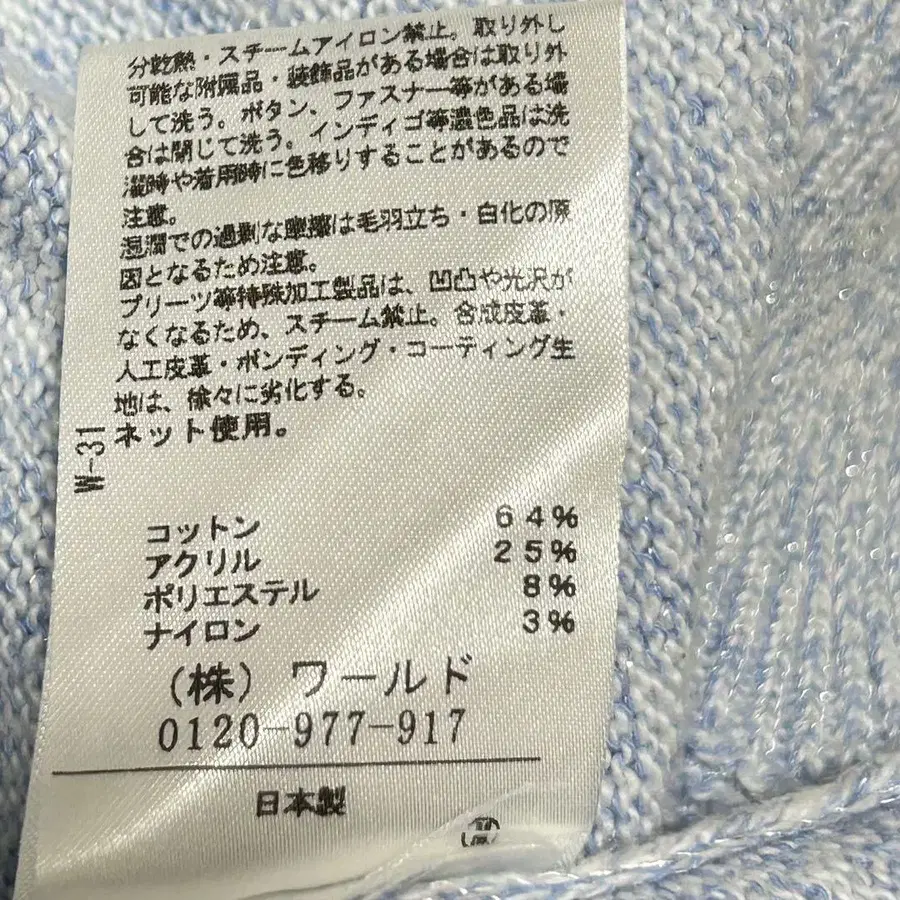 分乾熱・スチームアイロン禁止。取り外し
可能な附属品・装飾品がある場合は取り外
して洗う。ボタン、ファスナー等がある場
合は閉じて洗う。インディゴ等濃色品は洗
濯時や着用時に色移りすることがあるので
注意。
湿潤での過剰な摩擦は毛羽立ち・白化の原
因となるため注意。
プリーツ等特殊加工製品は、凹凸や光沢が
なくなるため、スチーム禁止。合成皮革・
人工皮革・ボンディング・コーティング生
地は、徐々に劣化する。
ネット使用。
W-31
コットン 64%
アクリル 25%
ポリエステル 8%
ナイロン 3%
(株) ワールド
0120-977-917
日本製